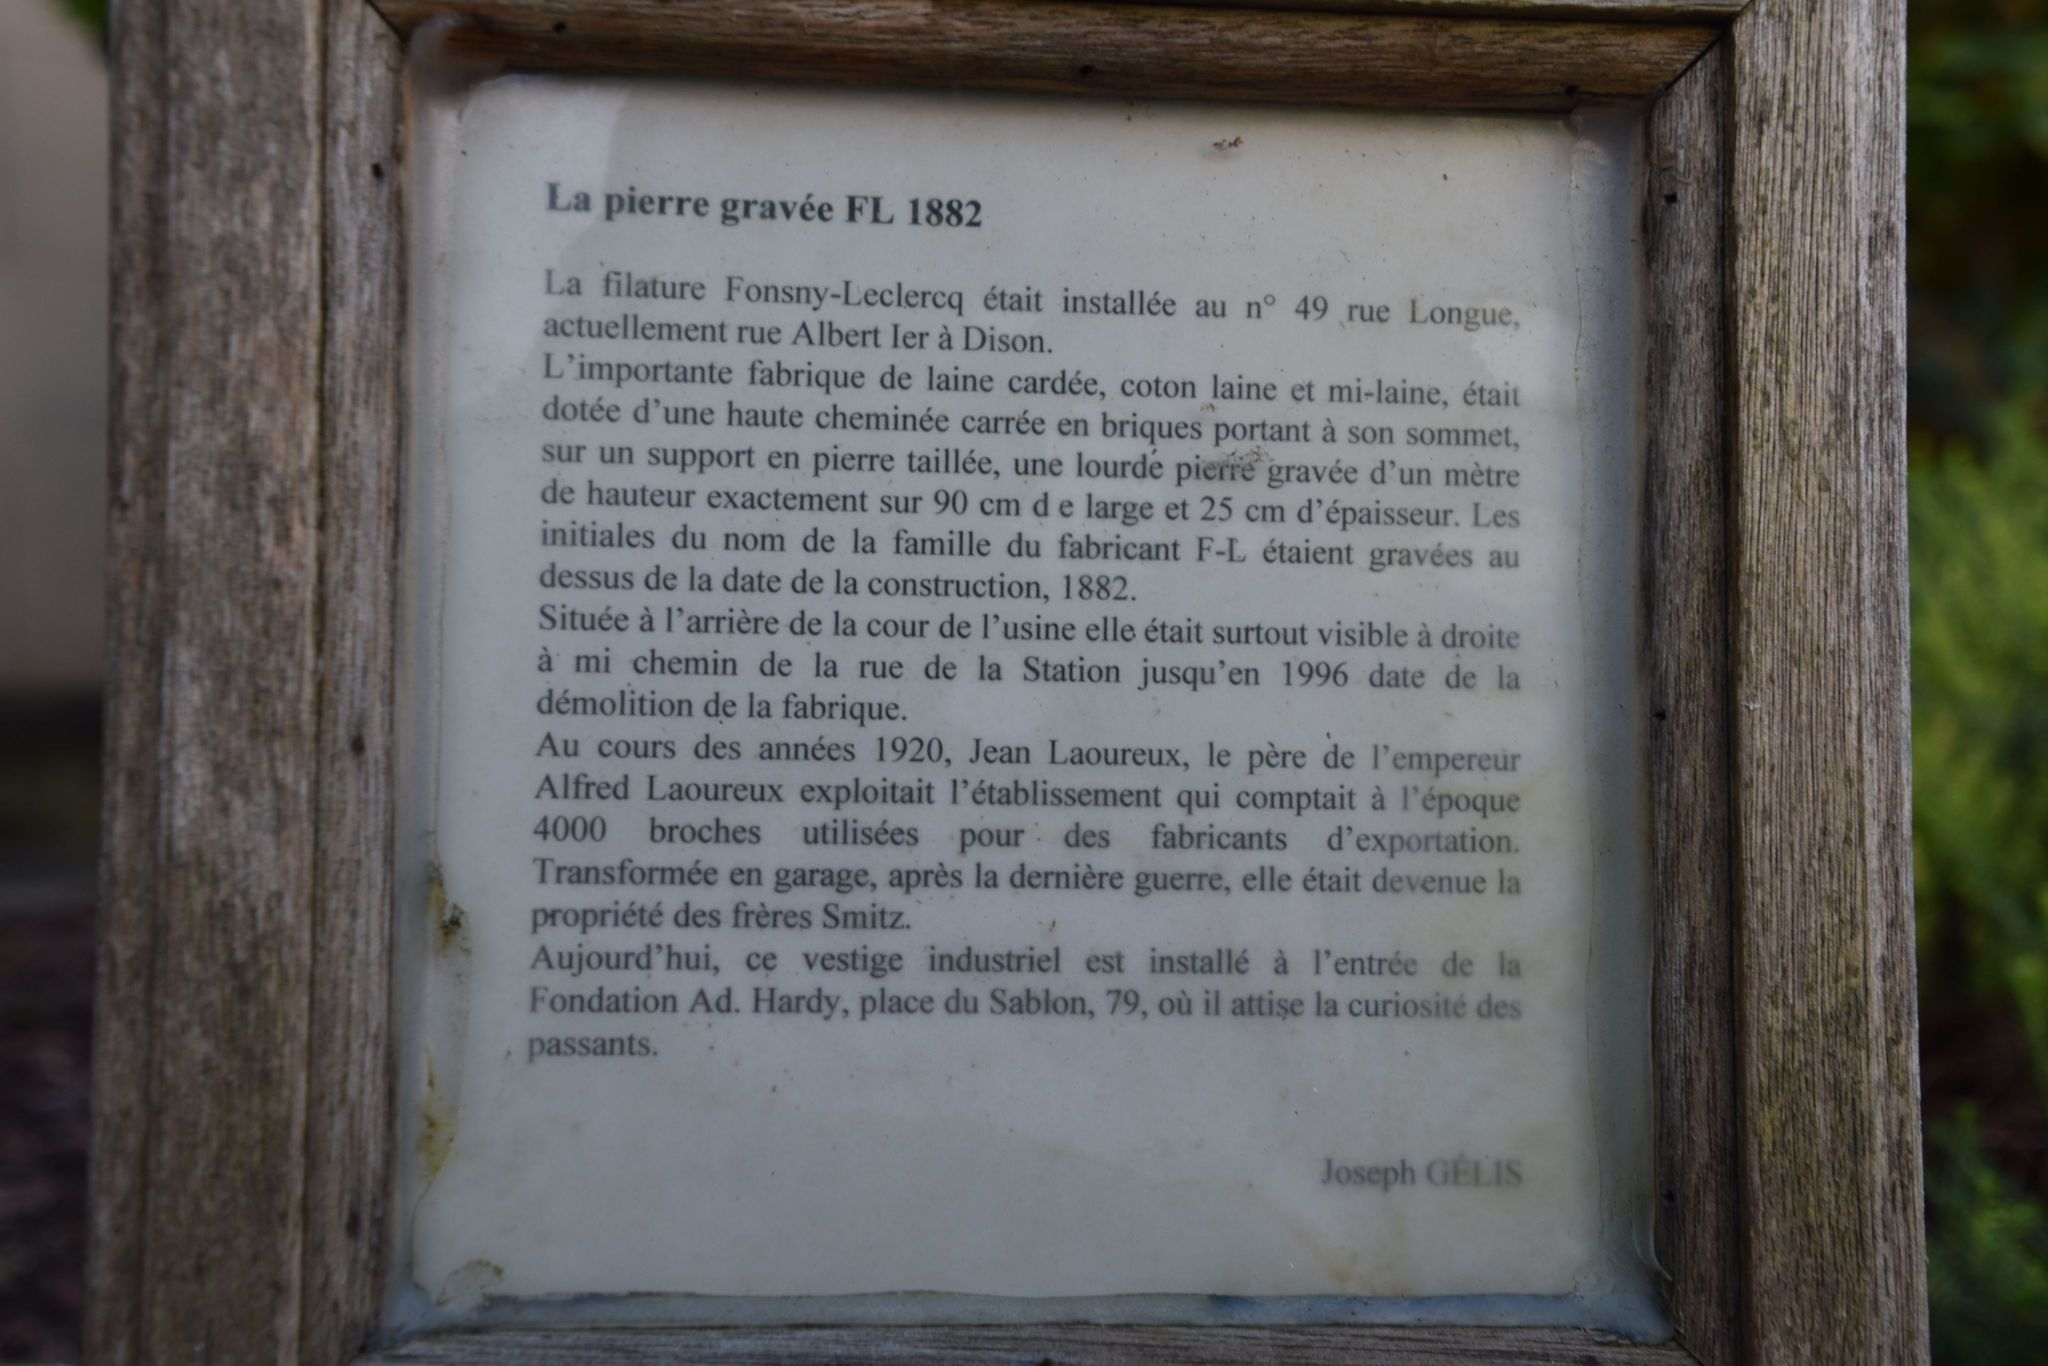 La pierre gravée FL 1882
La filature Fonsny-Leclercq était installée au n° 49 rue Longue,
actuellement rue Albert Ier à Dison.
L’importante fabrique de laine cardée, coton laine et mi-laine, était
dotée d’une haute cheminée carrée en briques portant à son sommet,
sur un support en pierre taillée, une lourde pierre gravée d’un mètre
de hauteur exactement sur 90 cm d e large et 25 cm d’épaisseur. Les
initiales du nom de la famille du fabricant F-L étaient gravées au
dessus de la date de la construction, 1882.
Située à l’arrière de la cour de l’usine elle était surtout visible à droite
à mi chemin de la rue de la Station jusqu’en 1996 date de la
démolition de la fabrique.
Au cours des années 1920, Jean Laoureux, le père de l’empereur
Alfred Laoureux exploitait l’établissement qui comptait à l’époque
4000 broches utilisées pour des fabricants d’exportation.
Transformée en garage, après la dernière guerre, elle était devenue la
propriété des frères Smitz.
Aujourd’hui, ce vestige industriel est installé à l’entrée de la
Fondation Ad. Hardy, place du Sablon, 79, où il attise la curiosité des
passants.
Joseph GÉLIS